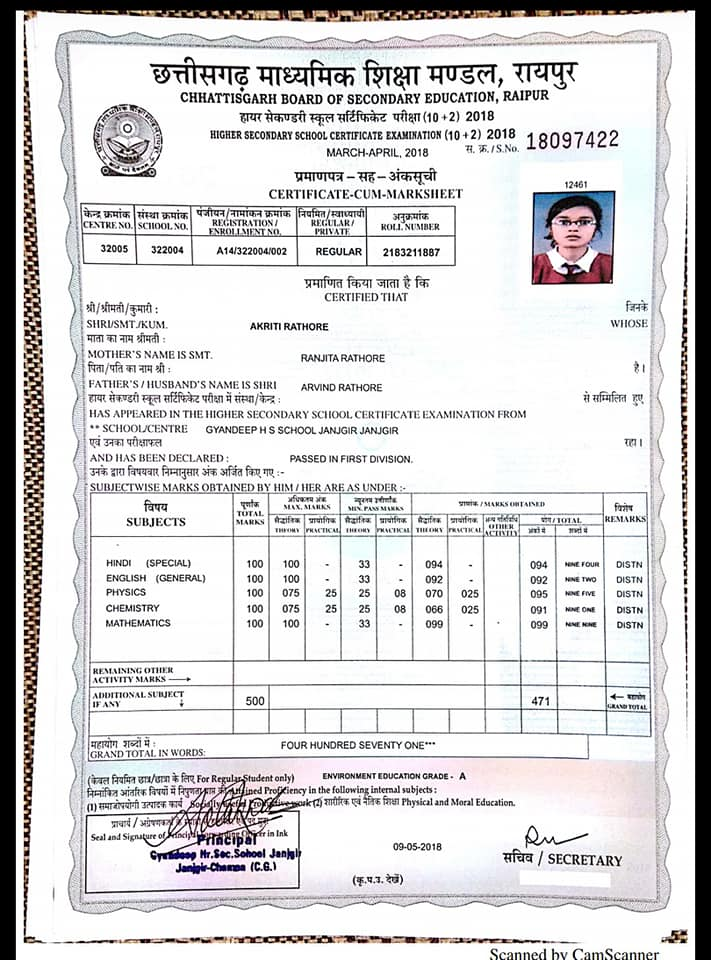 छत्तीसगढ़ माध्यमिक शिक्षा मण्डल, रायपुर
CHHATTISGARH BOARD OF SECONDARY EDUCATION, RAIPUR
हायर सेकण्डरी स्कूल सर्टिफिकेट परीक्षा (10 + 2) 2018
HIGHER SECONDARY SCHOOL CERTIFICATE EXAMINATION (10 + 2) 2018
MARCH-APRIL, 2018
स. क्र. / S.No. 18097422
प्रमाणपत्र – सह – अंकसूची
CERTIFICATE-CUM-MARKSHEET
12461
केन्द्र क्रमांक संस्था क्रमांक पंजीयन/नामांकन क्रमांक नियमित/स्वाध्यायी अनुक्रमांक
CENTRE NO. SCHOOL NO. REGISTRATION / ENROLLMENT NO. REGULAR / PRIVATE ROLL NUMBER
32005 322004 A14/322004/002 REGULAR 2183211887
प्रमाणित किया जाता है कि
CERTIFIED THAT
श्री/श्रीमती/कुमारी : जिनके
SHRI/SMT./KUM. AKRITI RATHORE WHOSE
माता का नाम श्रीमती :
MOTHER'S NAME IS SMT. RANJITA RATHORE
पिता/पति का नाम श्री : है।
FATHER'S / HUSBAND'S NAME IS SHRI ARVIND RATHORE
हायर सेकण्डरी स्कूल सर्टिफिकेट परीक्षा में संस्था/केन्द्र : से सम्मिलित हुए
HAS APPEARED IN THE HIGHER SECONDARY SCHOOL CERTIFICATE EXAMINATION FROM
** SCHOOL/CENTRE GYANDEEP H S SCHOOL JANJGIR JANJGIR
एवं उनका परीक्षाफल रहा।
AND HAS BEEN DECLARED : PASSED IN FIRST DIVISION.
उनके द्वारा विषयवार निम्नानुसार अंक अर्जित किए गए :-
SUBJECTWISE MARKS OBTAINED BY HIM / HER ARE AS UNDER :-
विषय पूर्णांक अधिकतम अंक न्यूनतम उत्तीर्णांक प्राप्तांक / MARKS OBTAINED विशेष
SUBJECTS TOTAL MARKS MAX. MARKS MIN. PASS MARKS REMARKS
सैद्धांतिक प्रायोगिक सैद्धांतिक प्रायोगिक सैद्धांतिक प्रायोगिक अन्य गतिविधि योग / TOTAL
THEORY PRACTICAL THEORY PRACTICAL THEORY PRACTICAL OTHER ACTIVITY अंकों में शब्दों में
HINDI (SPECIAL) 100 100 - 33 - 094 - 094 NINE FOUR DISTN
ENGLISH (GENERAL) 100 100 - 33 - 092 - 092 NINE TWO DISTN
PHYSICS 100 075 25 25 08 070 025 095 NINE FIVE DISTN
CHEMISTRY 100 075 25 25 08 066 025 091 NINE ONE DISTN
MATHEMATICS 100 100 - 33 - 099 - 099 NINE NINE DISTN
REMAINING OTHER
ACTIVITY MARKS
ADDITIONAL SUBJECT
IF ANY 500 471 महायोग
GRAND TOTAL
महायोग शब्दों में :
GRAND TOTAL IN WORDS: FOUR HUNDRED SEVENTY ONE***
(केवल नियमित छात्र/छात्रा के लिए For Regular Student only) ENVIRONMENT EDUCATION GRADE - A
निम्नांकित आंतरिक विषयों में निपुणता प्राप्त की Attained Proficiency in the following internal subjects :
(1) समाजोपयोगी उत्पादक कार्य Socially Useful Productive work (2) शारीरिक एवं नैतिक शिक्षा Physical and Moral Education.
प्राचार्य / अग्रेषणकर्ता
Seal and Signature of Principal in Ink
Principal
Gyandeep Hr.Sec.School Janjgir
Janjgir-Champa (C.G.)
09-05-2018
सचिव / SECRETARY
(कृ.प.उ. देखें)
Scanned by CamScanner